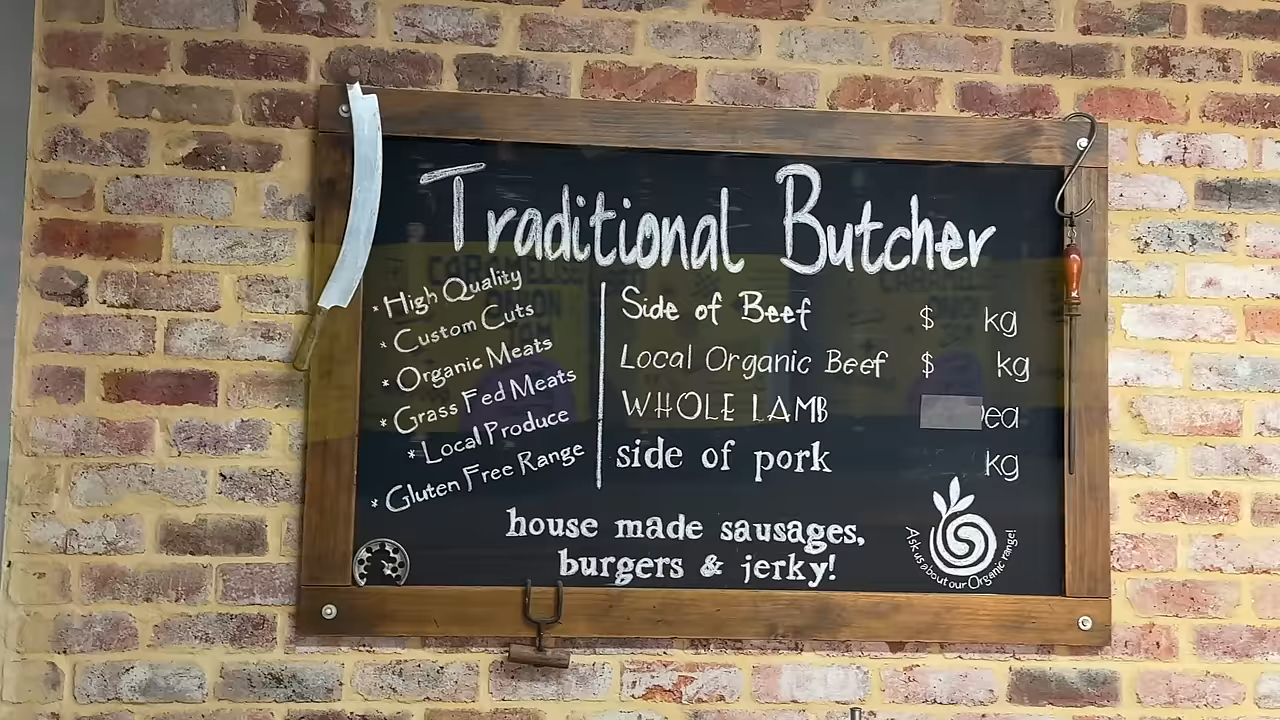 Traditional Butcher
* High Quality
* Custom Cuts
* Organic Meats
* Grass Fed Meats
* Local Produce
* Gluten Free Range
Side of Beef $ kg
Local Organic Beef $ kg
WHOLE LAMB ea
side of pork kg
house made sausages,
burgers & jerky!
Ask us about our Organic range!